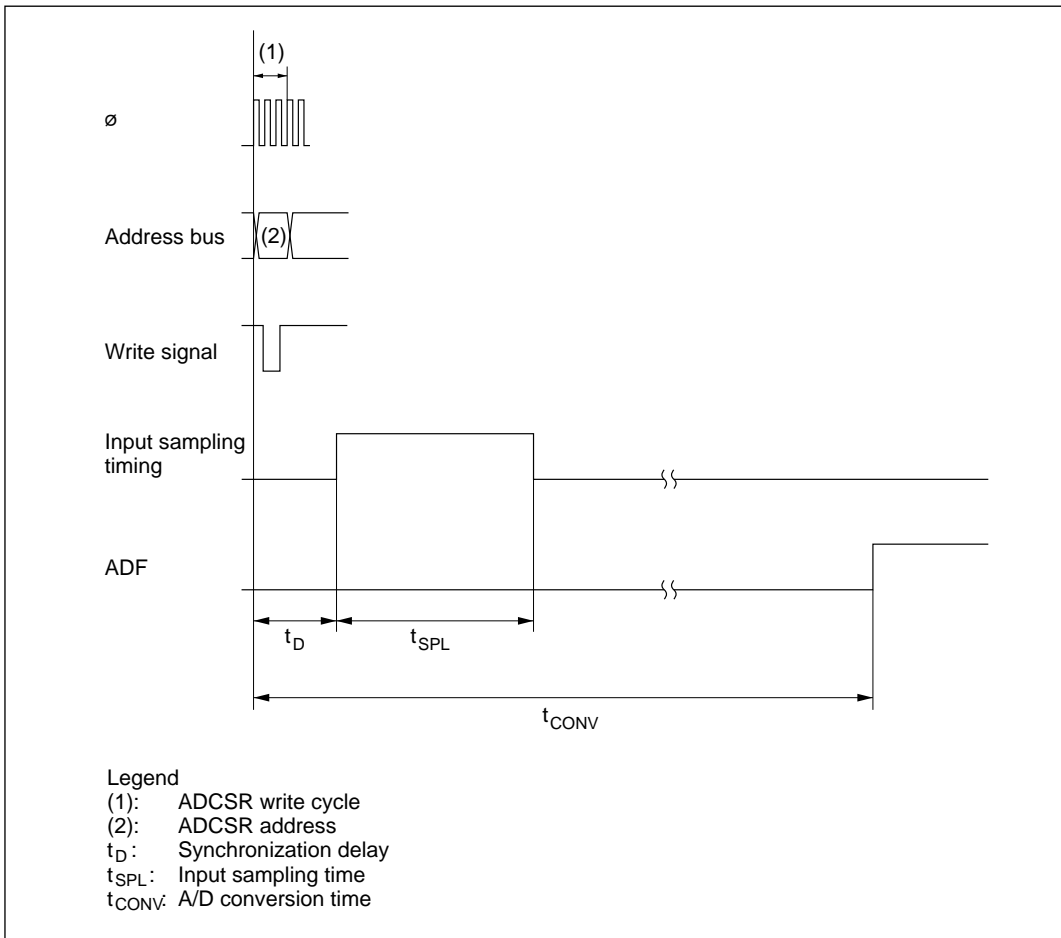 (1)
ø
Address bus
(2)
Write signal
Input sampling
timing
ADF
tD
tSPL
tCONV
Legend
(1): ADCSR write cycle
(2): ADCSR address
tD: Synchronization delay
tSPL: Input sampling time
tCONV: A/D conversion time